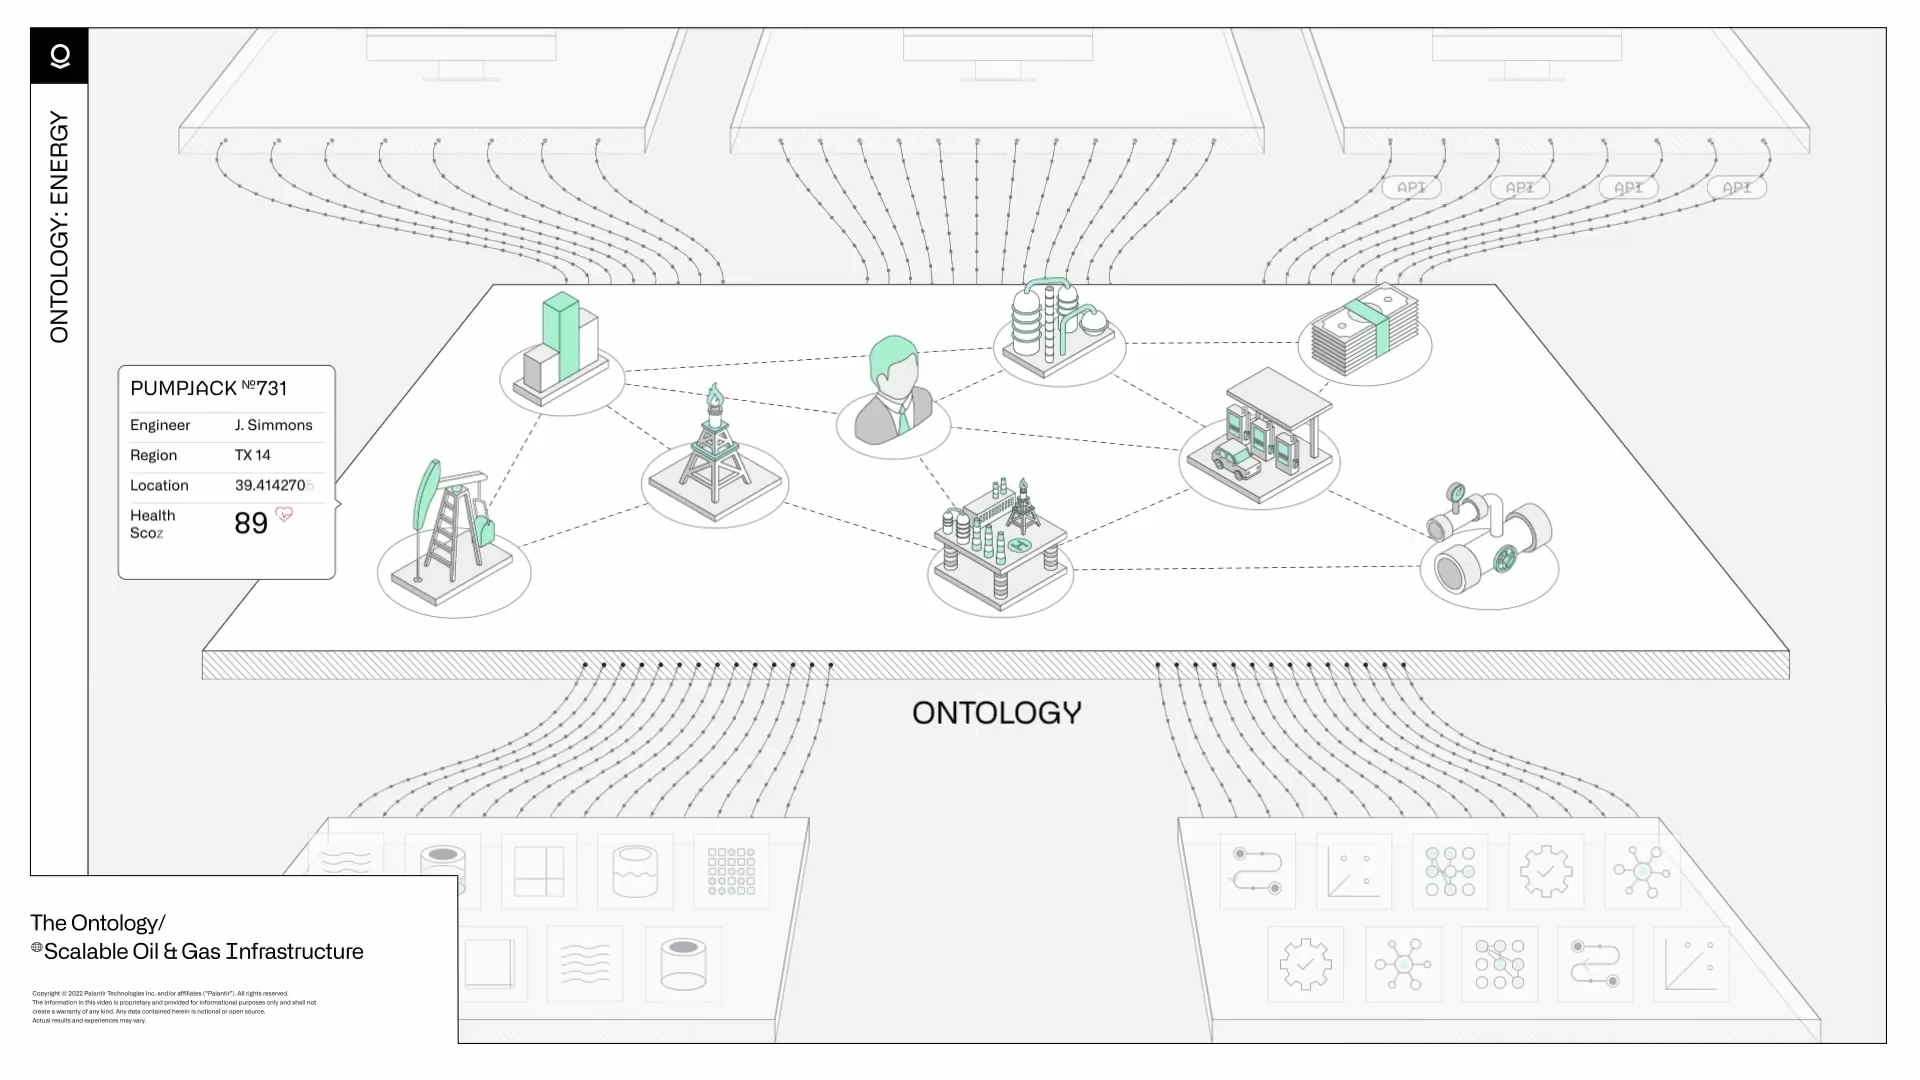 ONTOLOGY: ENERGY
API API API API
PUMPJACK Nº731
Engineer J. Simmons
Region TX 14
Location 39.4142705
Health
Scoz 89
ONTOLOGY
The Ontology/
Scalable Oil & Gas Infrastructure
Copyright © 2022 Palantir Technologies Inc. and/or affiliates ("Palantir"). All rights reserved.
The information in this video is proprietary and provided for informational purposes only and shall not
create a warranty of any kind. Any data contained herein is notional or open source.
Actual results and experiences may vary.